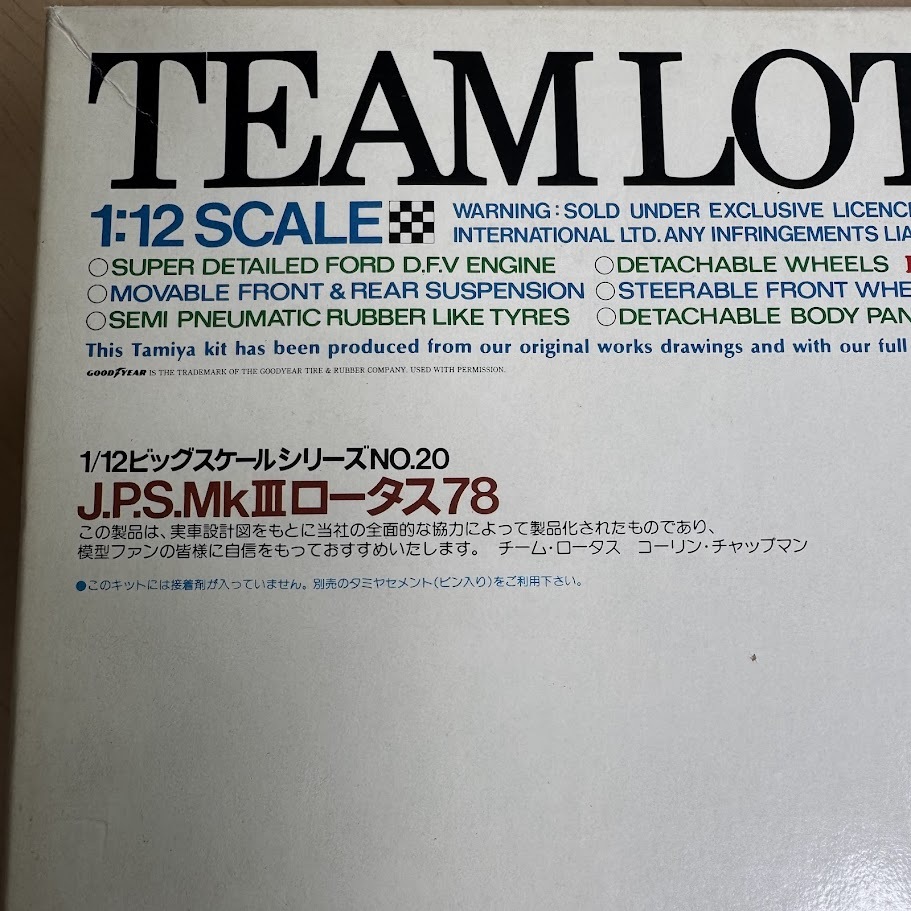 TEAM LOT
1:12 SCALE
WARNING : SOLD UNDER EXCLUSIVE LICENC
INTERNATIONAL LTD. ANY INFRINGEMENTS LIA
○SUPER DETAILED FORD D.F.V ENGINE ○DETACHABLE WHEELS
○MOVABLE FRONT & REAR SUSPENSION ○STEERABLE FRONT WHE
○SEMI PNEUMATIC RUBBER LIKE TYRES ○DETACHABLE BODY PAN
This Tamiya kit has been produced from our original works drawings and with our full
GOODYEAR IS THE TRADEMARK OF THE GOODYEAR TIRE & RUBBER COMPANY. USED WITH PERMISSION.
1/12ビッグスケールシリーズNO.20
J.P.S.MkⅢロータス78
この製品は、実車設計図をもとに当社の全面的な協力によって製品化されたものであり、
模型ファンの皆様に自信をもっておすすめいたします。 チーム・ロータス コーリン・チャップマン
●このキットには接着剤が入っていません。別売のタミヤセメント(ビン入り)をご利用下さい。